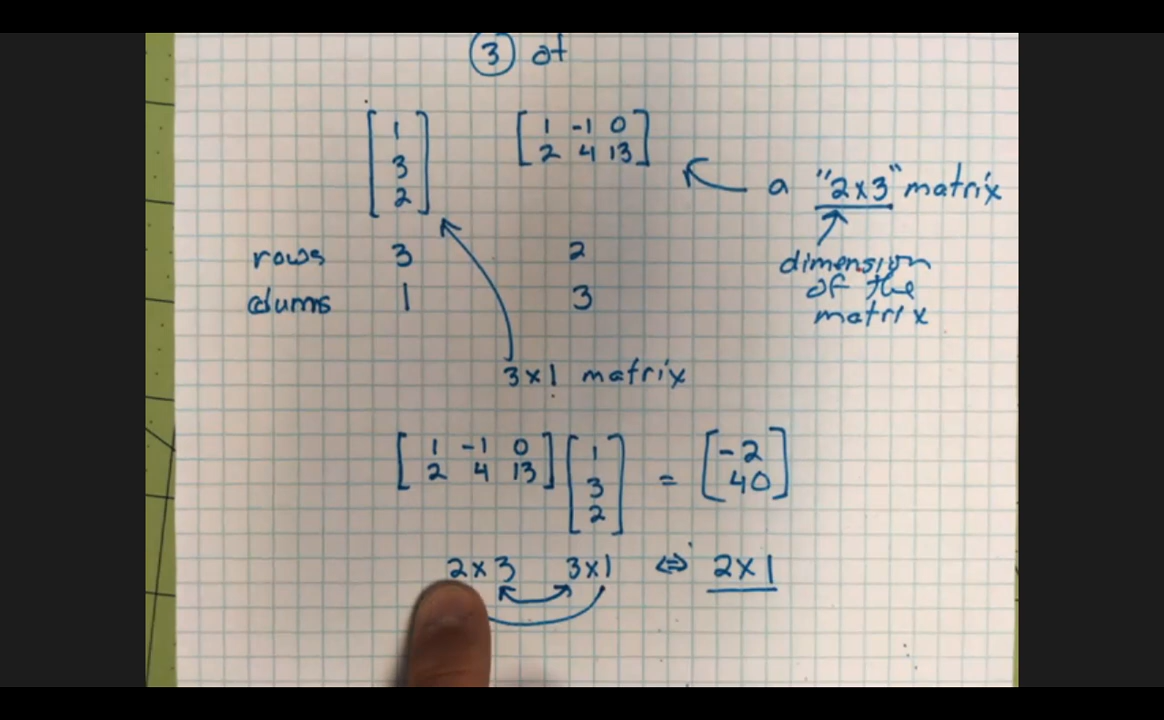 ③ at
[1 3 2] [1 -1 0
2 4 13]
a "2x3" matrix
rows 3 2
colums 1 3
dimension
of the
matrix
3x1 matrix
[1 -1 0
2 4 13] [1
3
2] = [-2
40]
2x3 3x1 ⇔ 2x1